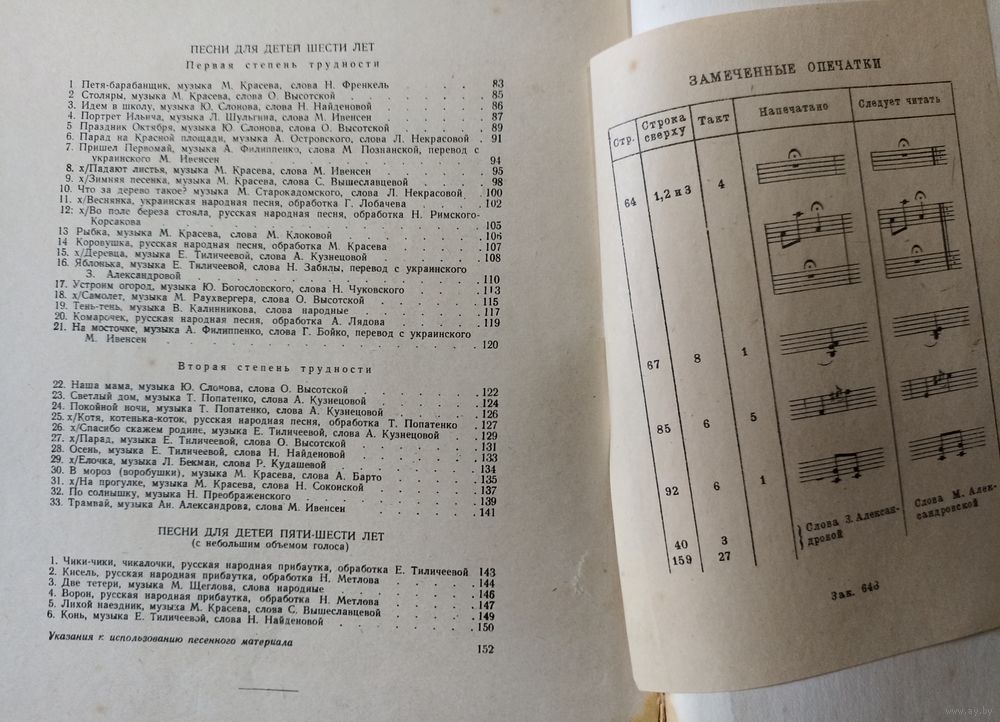 ПЕСНИ ДЛЯ ДЕТЕЙ ШЕСТИ ЛЕТ
Первая степень трудности
1 Петя-барабанщик, музыка М. Красева, слова Н. Френкель 83
2 Столяры, музыка М. Красева, слова О. Высотской 85
3. Идем в школу, музыка Ю. Слонова, слова Н. Найденовой 86
4. Портрет Ильича, музыка Л. Шульгина, слова М. Ивенсен 87
5 Праздник Октября, музыка Ю. Слонова, слова О. Высотской 89
6. Парад на Красной площади, музыка А. Островского, слова Л. Некрасовой 91
7. Пришел Первомай, музыка А. Филиппенко, слова М Познанской, перевод с
украинского М. Ивенсен 94
8. х/Падают листья, музыка М. Красева, слова М. Ивенсен 95
9. х/Зимняя песенка, музыка М. Красева, слова С. Вышеславцевой 98
10. Что за дерево такое? музыка М. Старокадомского, слова Л. Некрасовой 100
11. х/Веснянка, украинская народная песня, обработка Г. Лобачева 102
12: х/Во поле береза стояла, русская народная песня, обработка Н. Римского-
Корсакова 105
13 Рыбка, музыка М. Красева, слова М. Клоковой 106
14 Коровушка, русская народная песня, обработка М. Красева 107
15. х/Деревца, музыка Е. Тиличеевой, слова А. Кузнецовой 108
16. Яблонька, музыка Е. Тиличеевой, слова Н. Забилы, перевод с украинского
З. Александровой 110
17. Устроим огород, музыка Ю. Богословского, слова Н. Чуковского 113
18. х/Самолет, музыка М. Раухвергера, слова О. Высотской 115
19. Тень-тень, музыка В. Калинникова, слова народные 117
20. Комарочек, русская народная песня, обработка А. Лядова 119
21. На мосточке, музыка А. Филиппенко, слова Г. Бойко, перевод с украинского
М. Ивенсен 120
Вторая степень трудности
22. Наша мама, музыка Ю. Слонова, слова О. Высотской 122
23. Светлый дом, музыка Т. Попатенко, слова А. Кузнецовой 124
24. Покойной ночи, музыка Т. Попатенко, слова А. Кузнецовой 126
25. х/Котя, котенька-коток, русская народная песня, обработка Т. Попатенко 127
26. х/Спасибо скажем родине, музыка Е. Тиличеевой, слова А. Кузнецовой 129
27. х/Парад, музыка Е. Тиличеевой, слова О. Высотской 131
28. Осень, музыка Е. Тиличеевой, слова Н. Найденовой 133
29. х/Елочка, музыка Л. Бекман, слова Р. Кудашевой 134
30. В мороз (воробушки), музыка М. Красева, слова А. Барто 135
31. х/На прогулке, музыка М. Красева, слова Н. Соконской 137
32. По солнышку, музыка Н. Преображенского 139
33. Трамвай, музыка Ан. Александрова, слова М. Ивенсен 141
ПЕСНИ ДЛЯ ДЕТЕЙ ПЯТИ-ШЕСТИ ЛЕТ
(с небольшим объемом голоса)
1. Чики-чики, чикалочки, русская народная прибаутка, обработка Е. Тиличеевой 143
2. Кисель, русская народная прибаутка, обработка Н. Метлова 144
3. Две тетери, музыка М. Щеглова, слова народные 146
4. Ворон, русская народная прибаутка, обработка Н. Метлова 147
5. Лихой наездник, музыка М. Красева, слова С. Вышеславцевой 149
6. Конь, музыка Е. Тиличеевой, слова Н. Найденовой 150
Указания к использованию песенного материала 152
ЗАМЕЧЕННЫЕ ОПЕЧАТКИ
Стр. Строка сверху Такт Напечатано Следует читать
64 1,2 и 3 4
67 8 1
85 6 5
92 6 1
40 3 Слова З. Александровой Слова М. Александровской
159 27
Зак. 648
www.ay.by